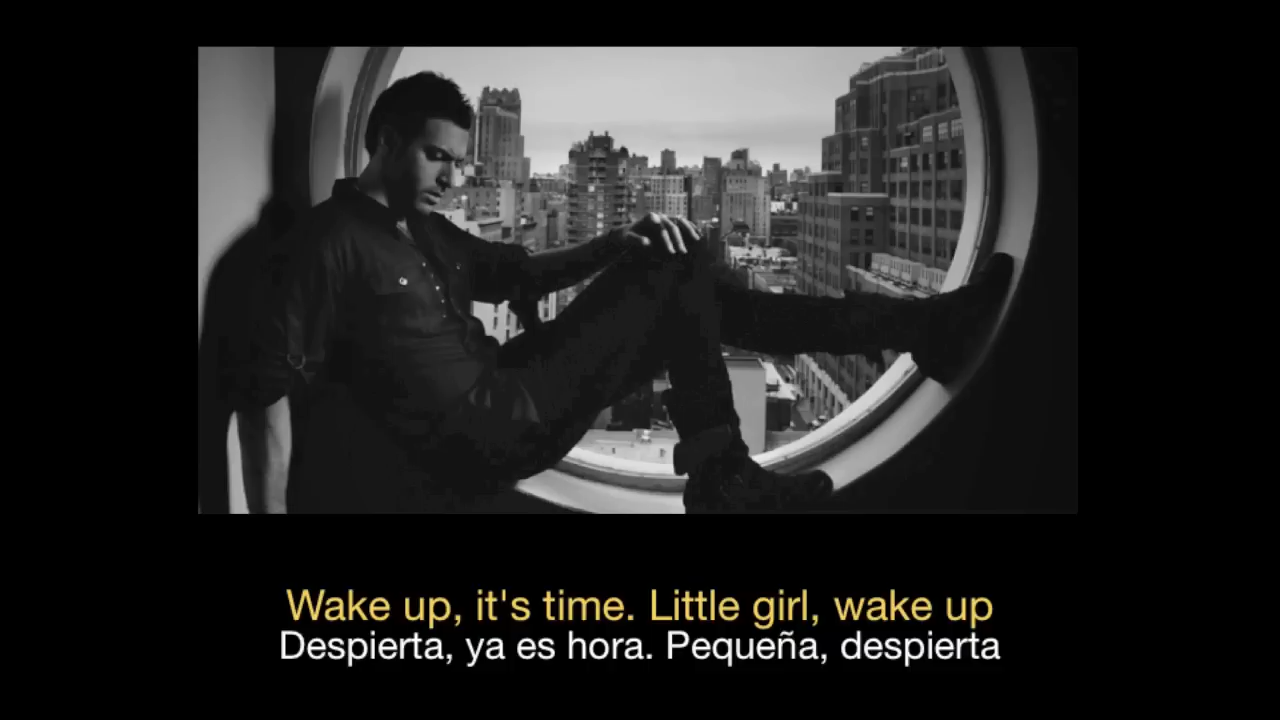 Wake up, it's time. Little girl, wake up
Despierta, ya es hora. Pequeña, despierta